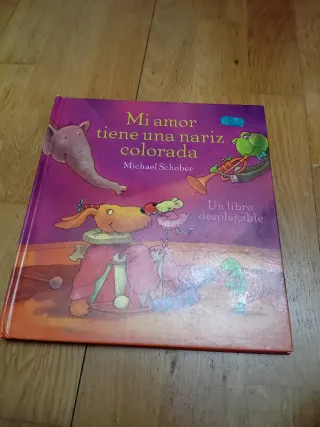 Mi amor
tiene una nariz
colorada
Michael Schober
Un libro
desplegable